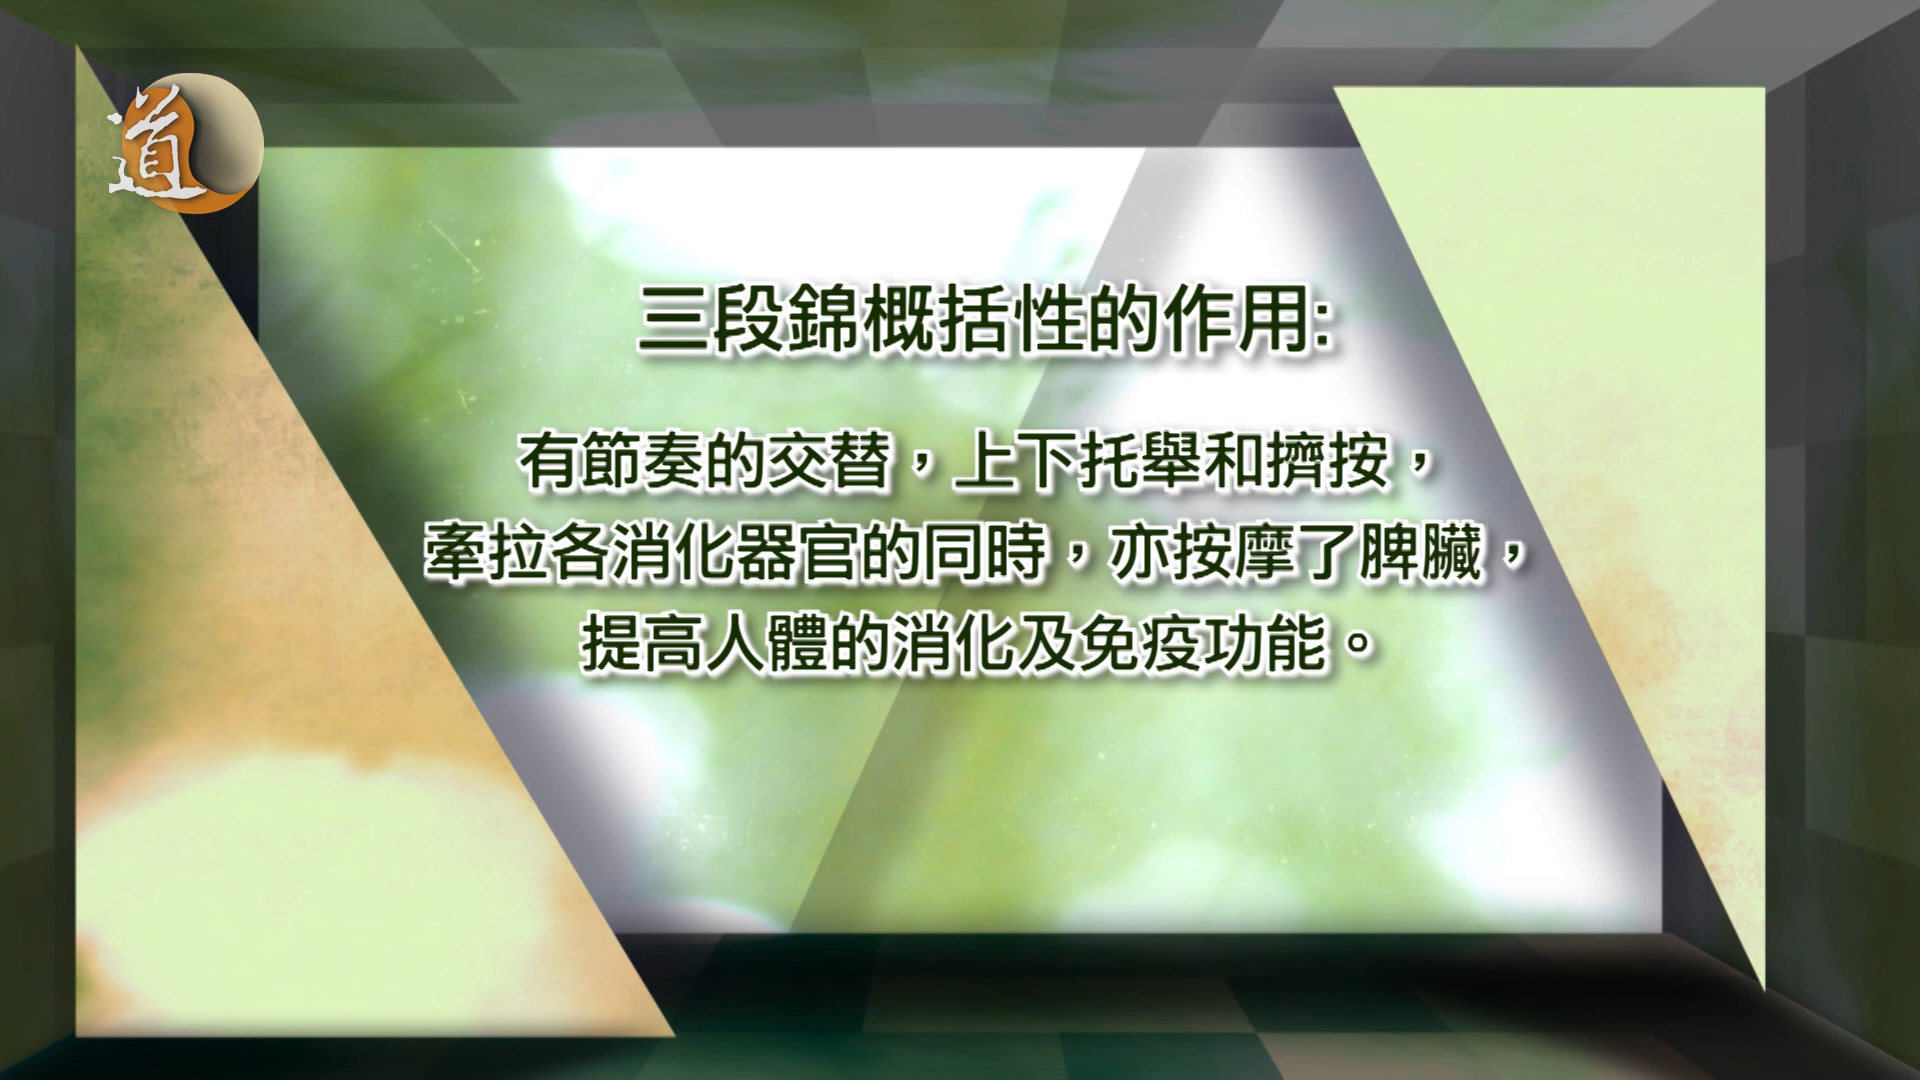 道
三段錦概括性的作用:
有節奏的交替，上下托舉和擠按，
牽拉各消化器官的同時，亦按摩了脾臟，
提高人體的消化及免疫功能。